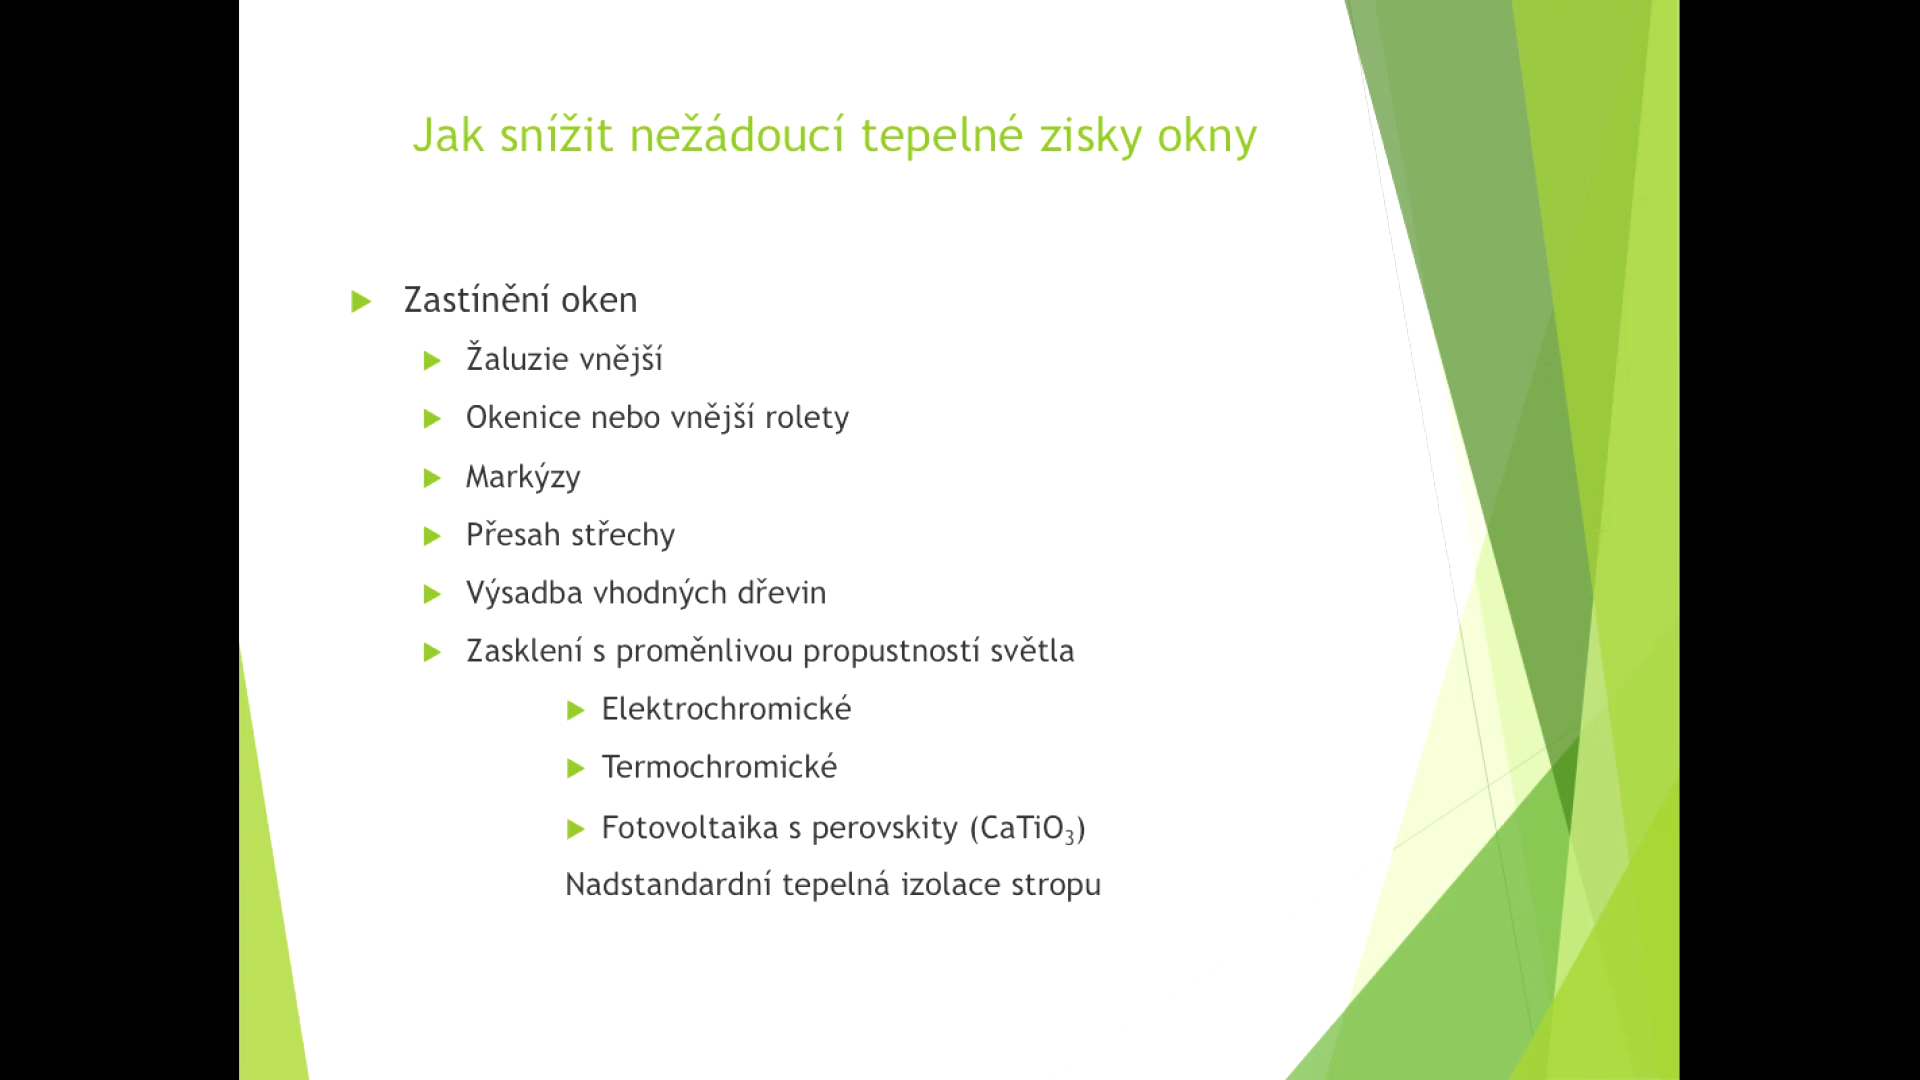 Jak snížit nežádoucí tepelné zisky okny
Zastínění oken
Žaluzie vnější
Okenice nebo vnější rolety
Markýzy
Přesah střechy
Výsadba vhodných dřevin
Zasklení s proměnlivou propustností světla
Elektrochromické
Termochromické
Fotovoltaika s perovskity (CaTiO₃)
Nadstandardní tepelná izolace stropu